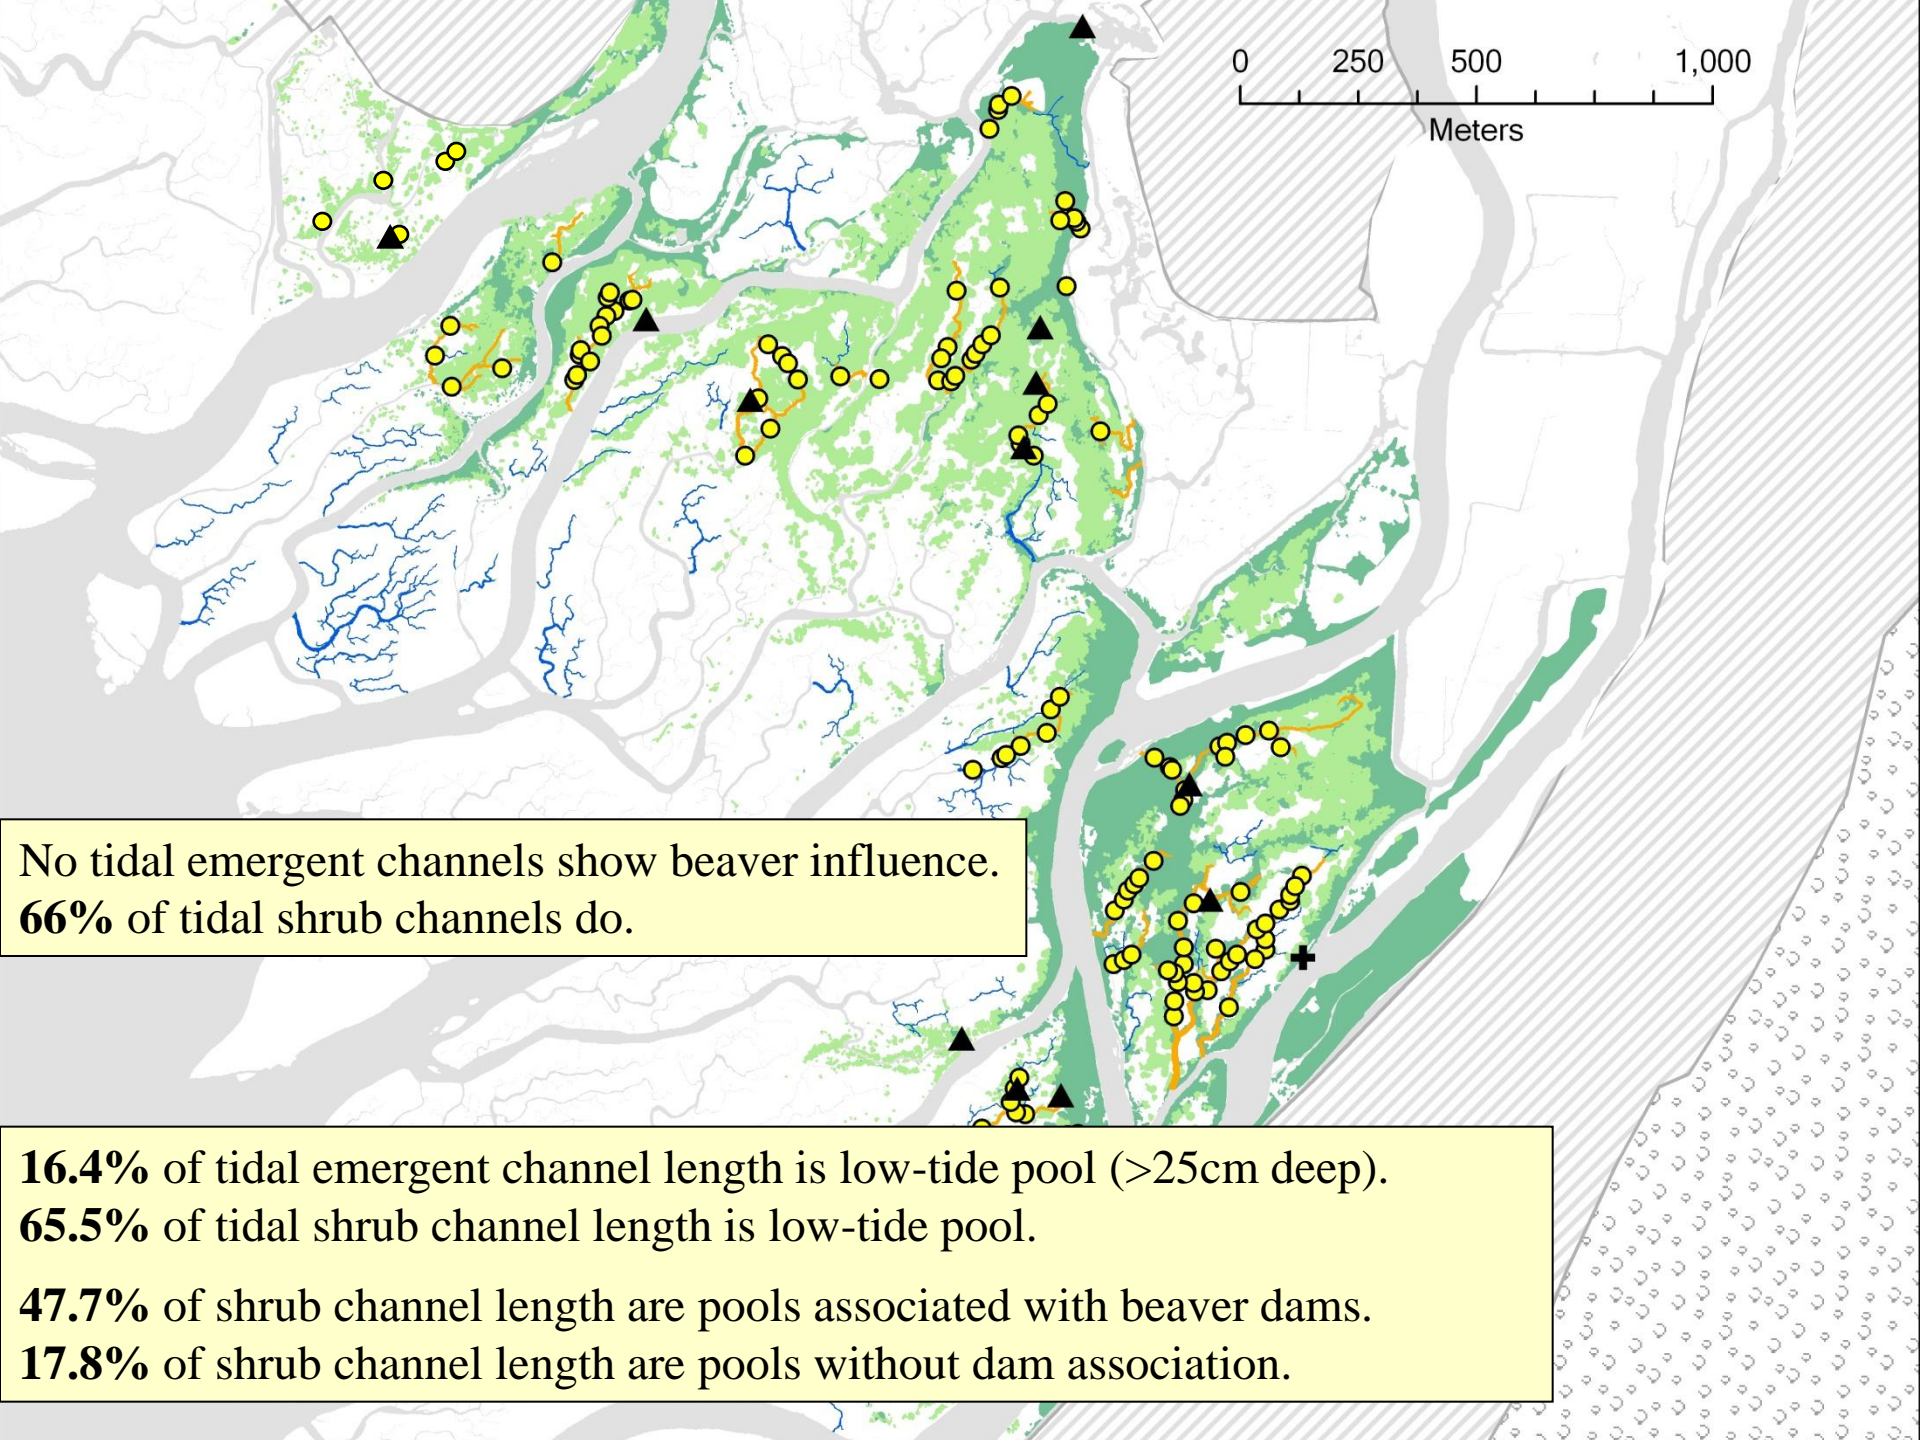 0 250 500 1,000
Meters
No tidal emergent channels show beaver influence.
66% of tidal shrub channels do.
16.4% of tidal emergent channel length is low-tide pool (>25cm deep).
65.5% of tidal shrub channel length is low-tide pool.
47.7% of shrub channel length are pools associated with beaver dams.
17.8% of shrub channel length are pools without dam association.